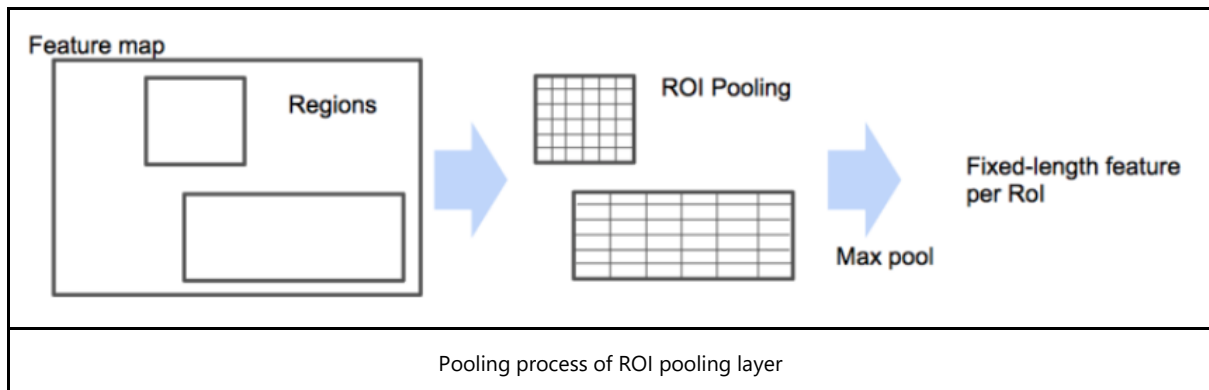 Feature map
Regions
ROI Pooling
Max pool
Fixed-length feature
per RoI
Pooling process of ROI pooling layer